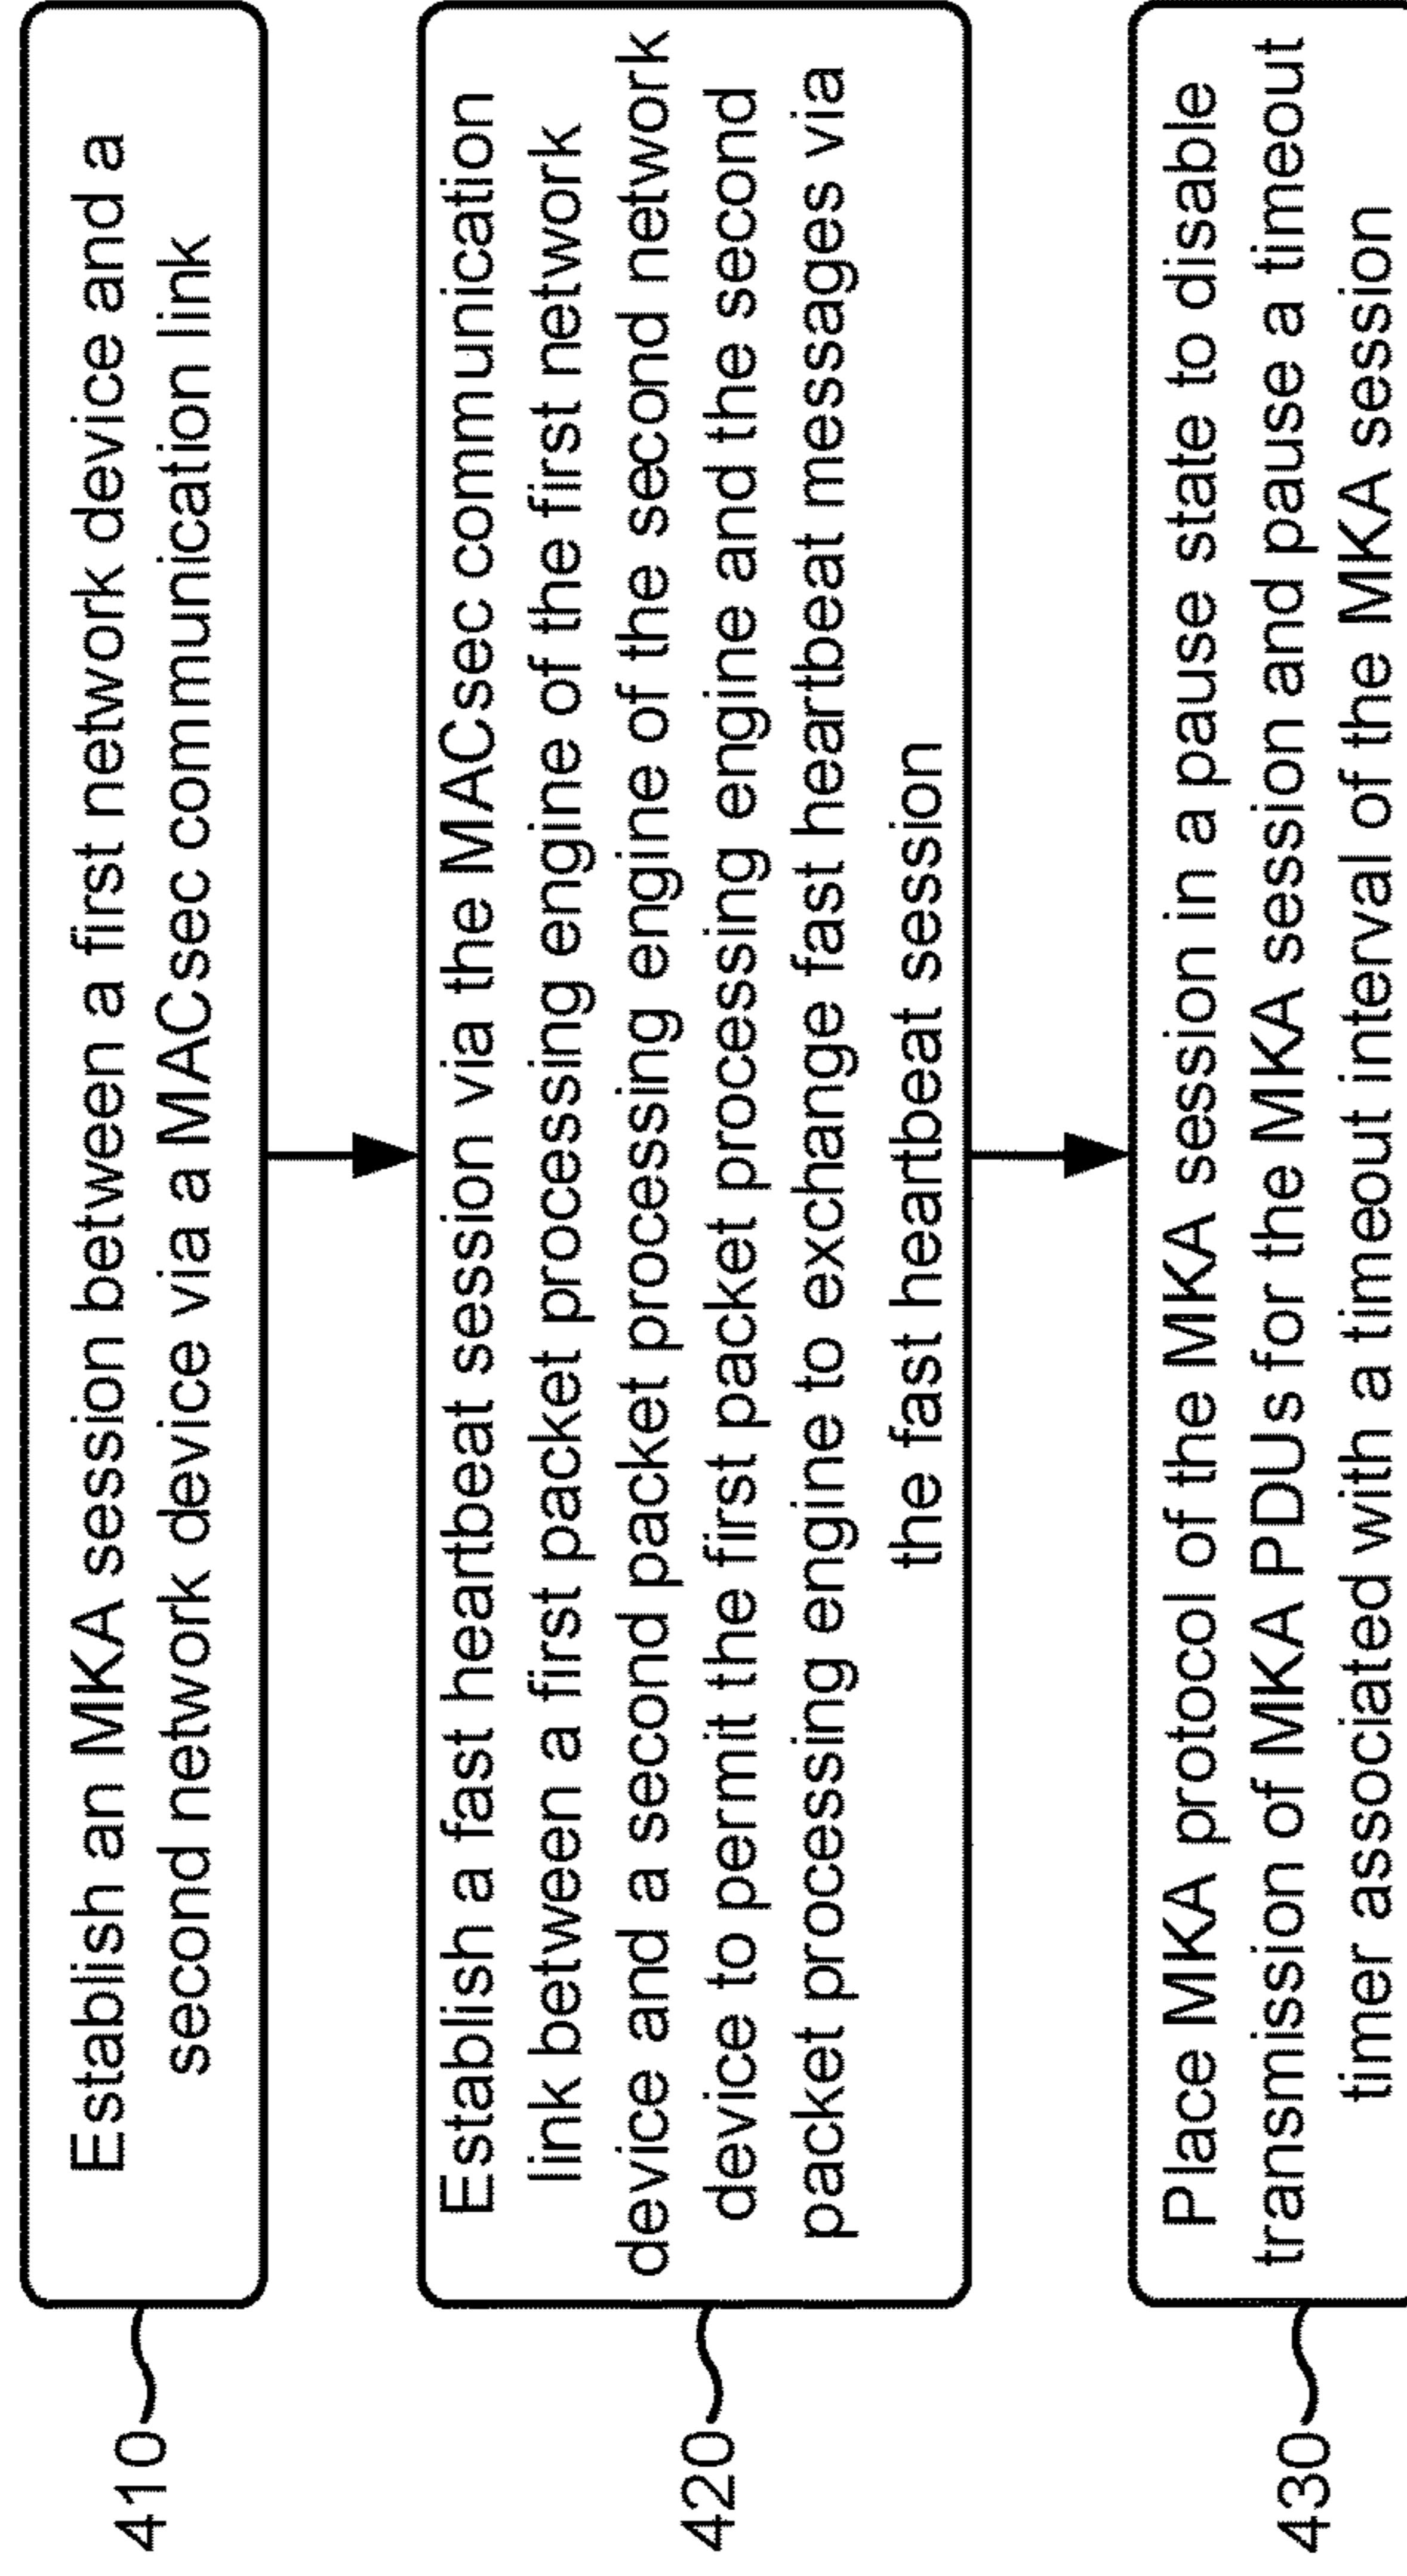 410
Establish an MKA session between a first network device and a
second network device via a MACsec communication link
420
Establish a fast heartbeat session via the MACsec communication
link between a first packet processing engine of the first network
device and a second packet processing engine of the second network
device to permit the first packet processing engine and the second
packet processing engine to exchange fast heartbeat messages via
the fast heartbeat session
430
Place MKA protocol of the MKA session in a pause state to disable
transmission of MKA PDUs for the MKA session and pause a timeout
timer associated with a timeout interval of the MKA session